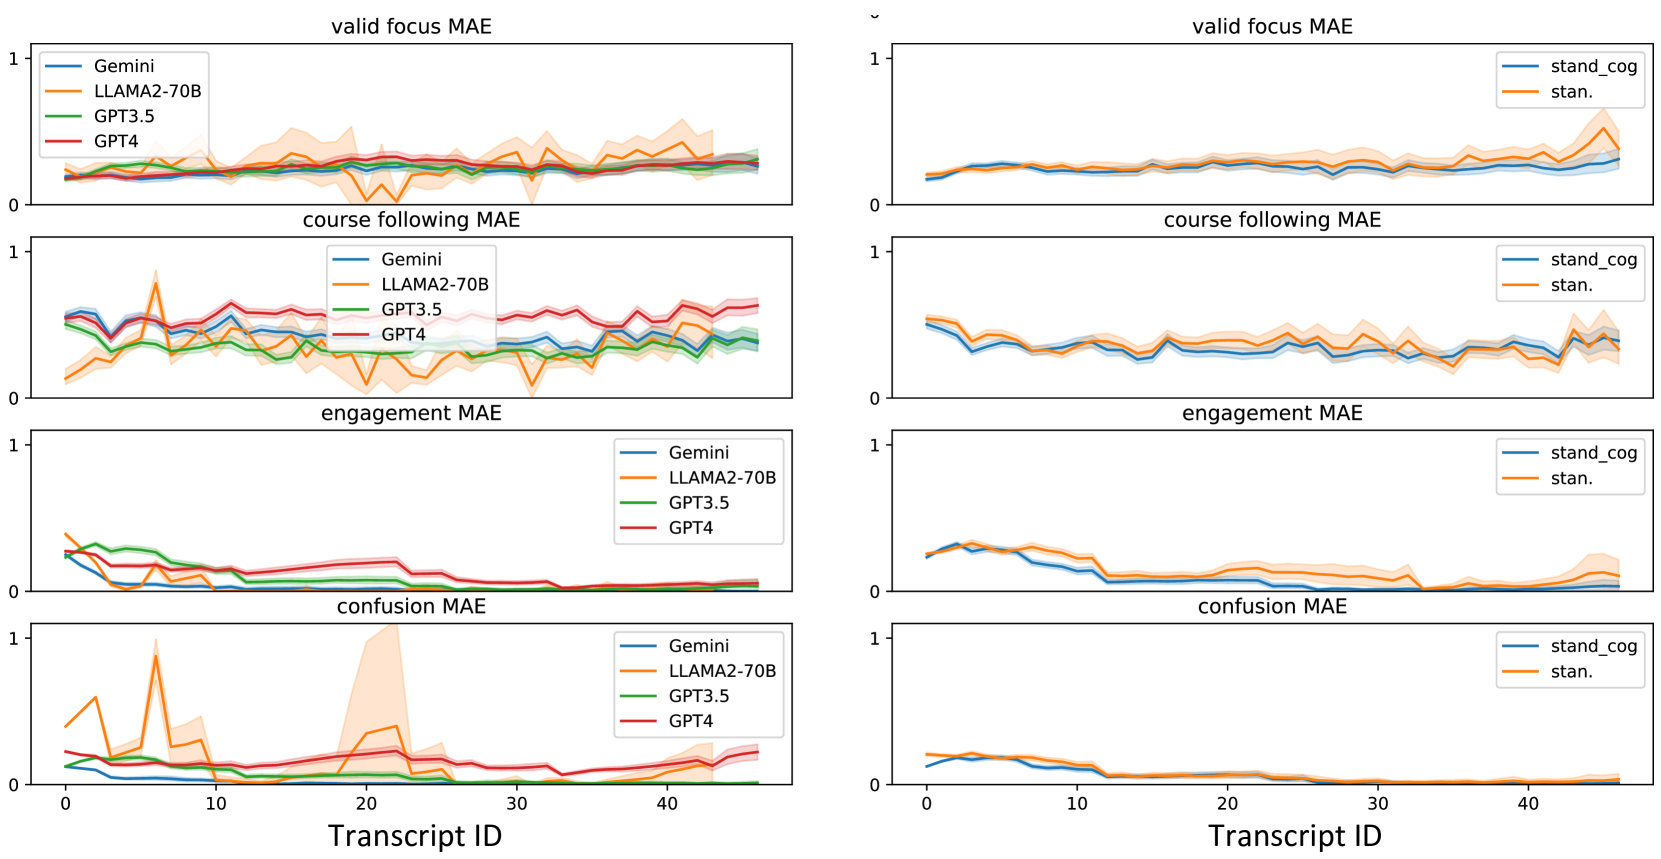 valid focus MAE
1
0
Gemini
LLAMA2-70B
GPT3.5
GPT4
course following MAE
1
0
Gemini
LLAMA2-70B
GPT3.5
GPT4
engagement MAE
1
0
Gemini
LLAMA2-70B
GPT3.5
GPT4
confusion MAE
1
0
Gemini
LLAMA2-70B
GPT3.5
GPT4
0 10 20 30 40
Transcript ID
valid focus MAE
1
0
stand_cog
stan.
course following MAE
1
0
stand_cog
stan.
engagement MAE
1
0
stand_cog
stan.
confusion MAE
1
0
stand_cog
stan.
0 10 20 30 40
Transcript ID